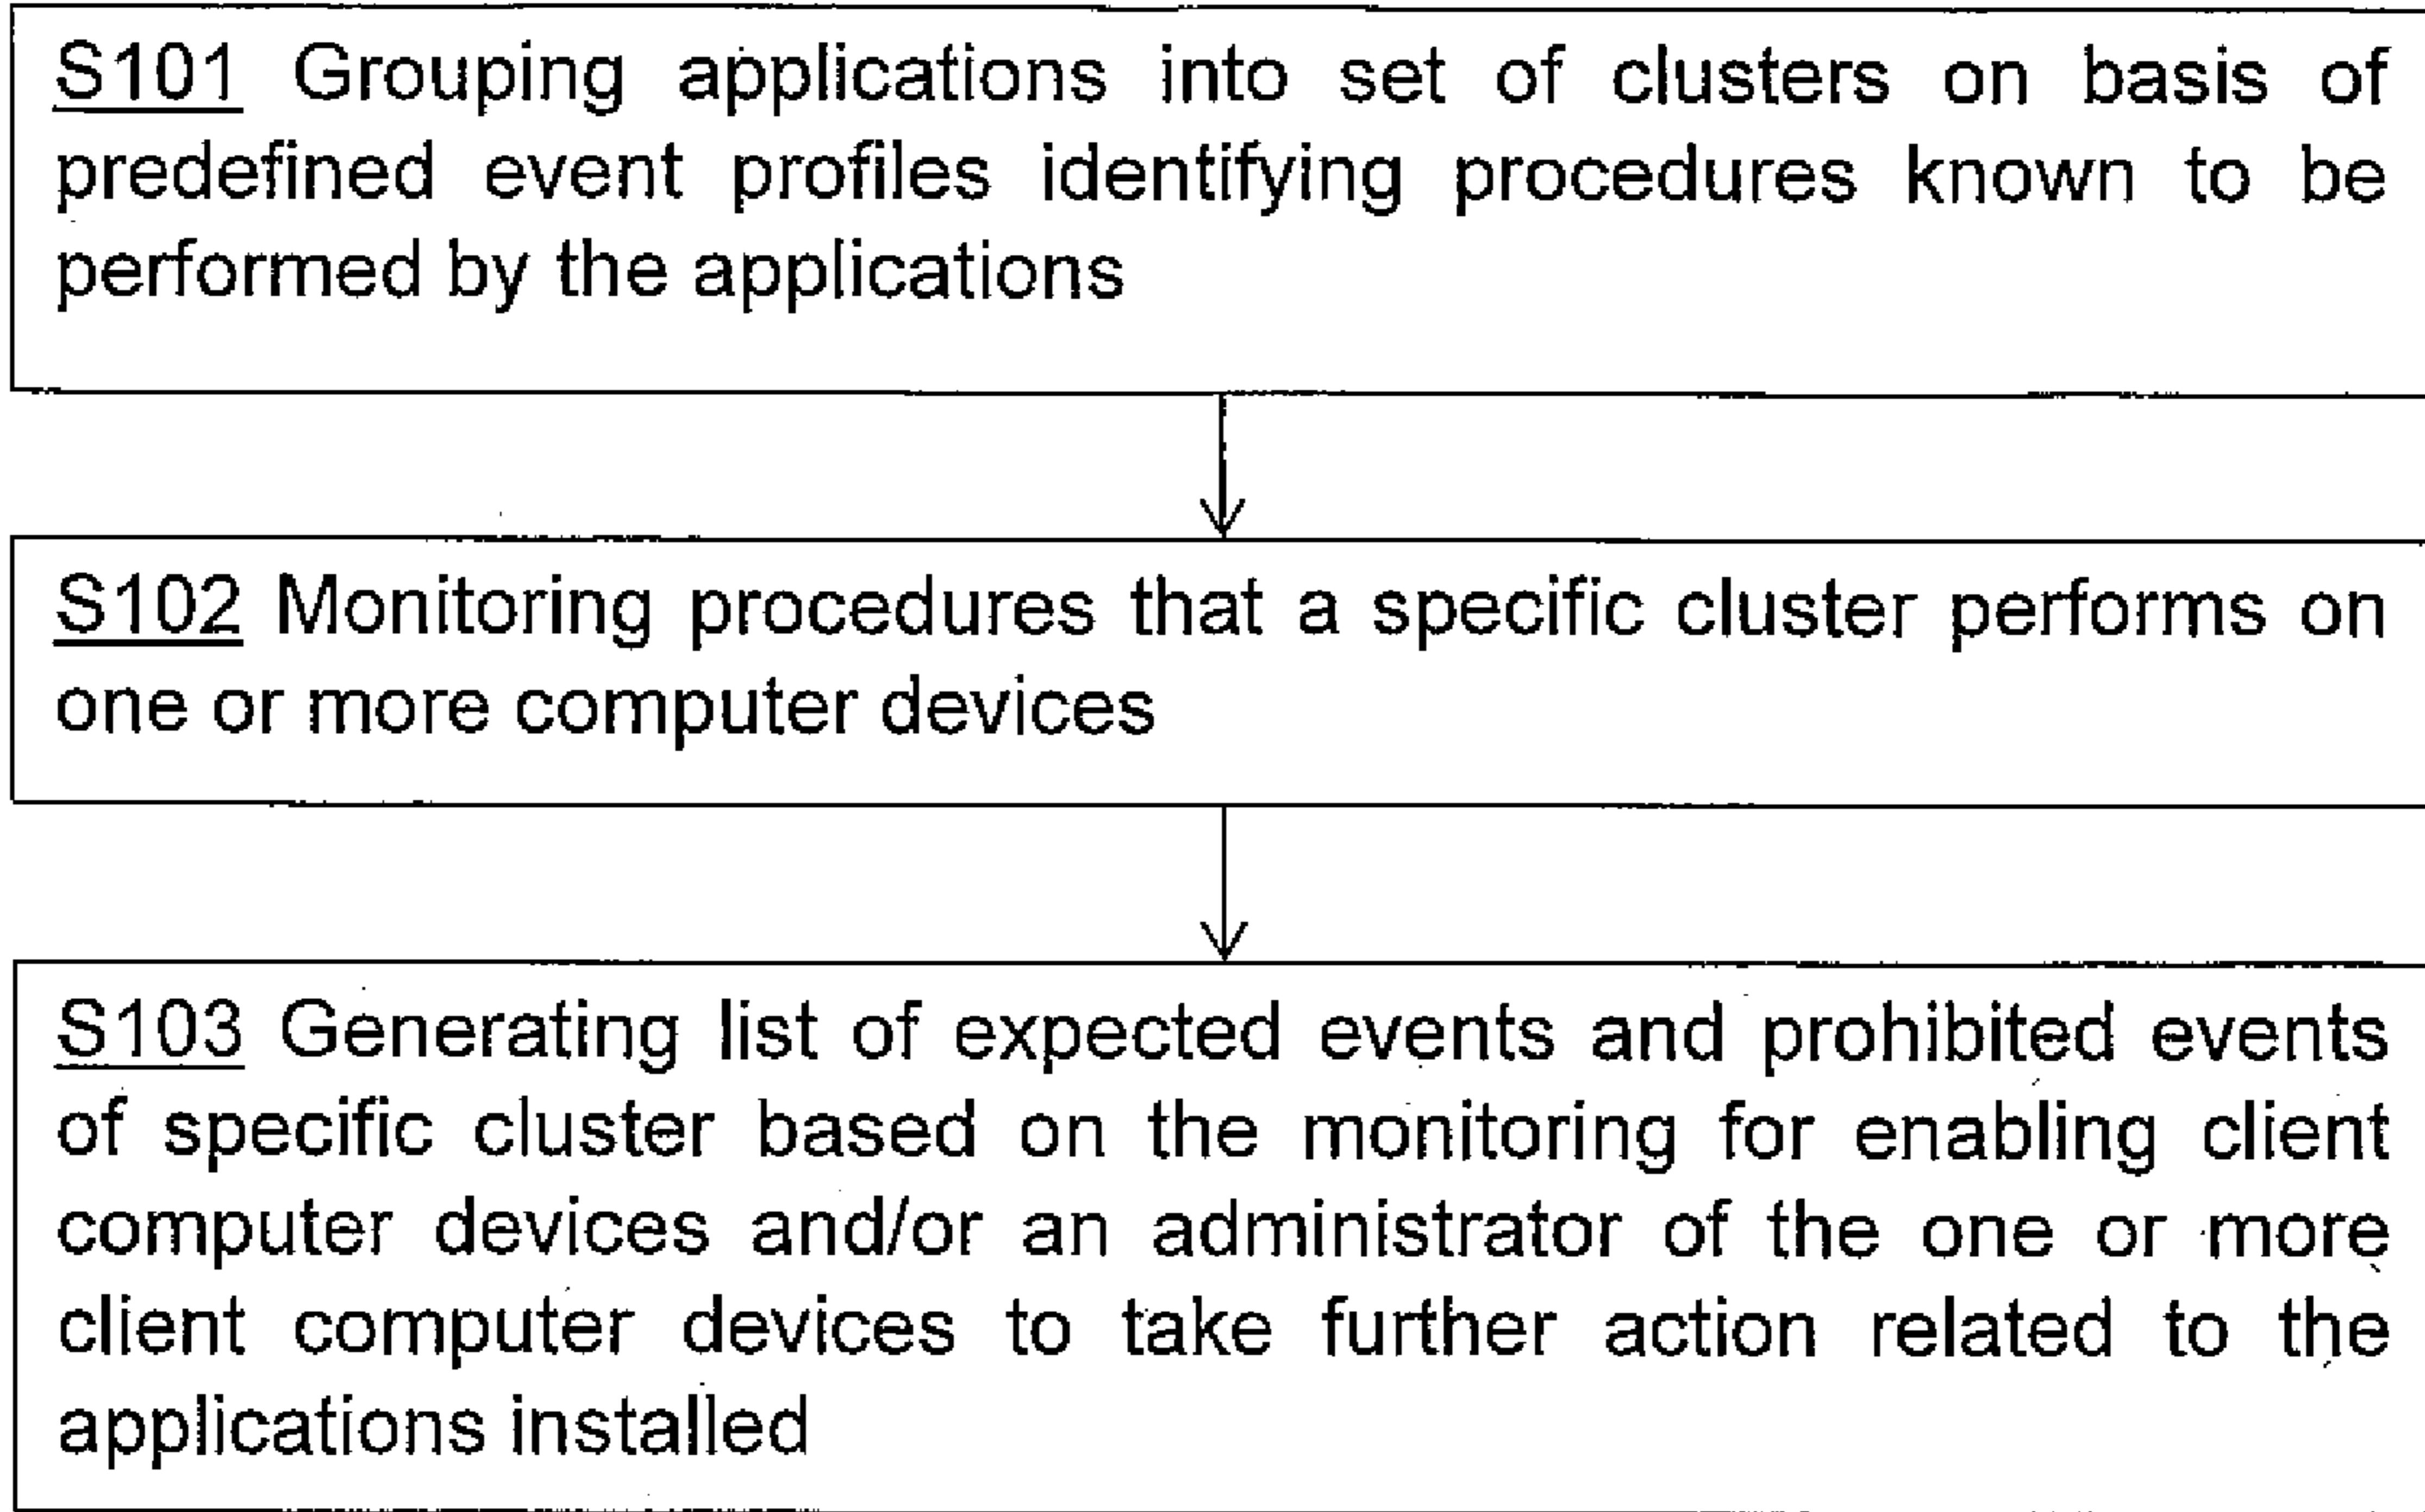 S101 Grouping applications into set of clusters on basis of
predefined event profiles identifying procedures known to be
performed by the applications
S102 Monitoring procedures that a specific cluster performs on
one or more computer devices
S103 Generating list of expected events and prohibited events
of specific cluster based on the monitoring for enabling client
computer devices and/or an administrator of the one or more
client computer devices to take further action related to the
applications installed